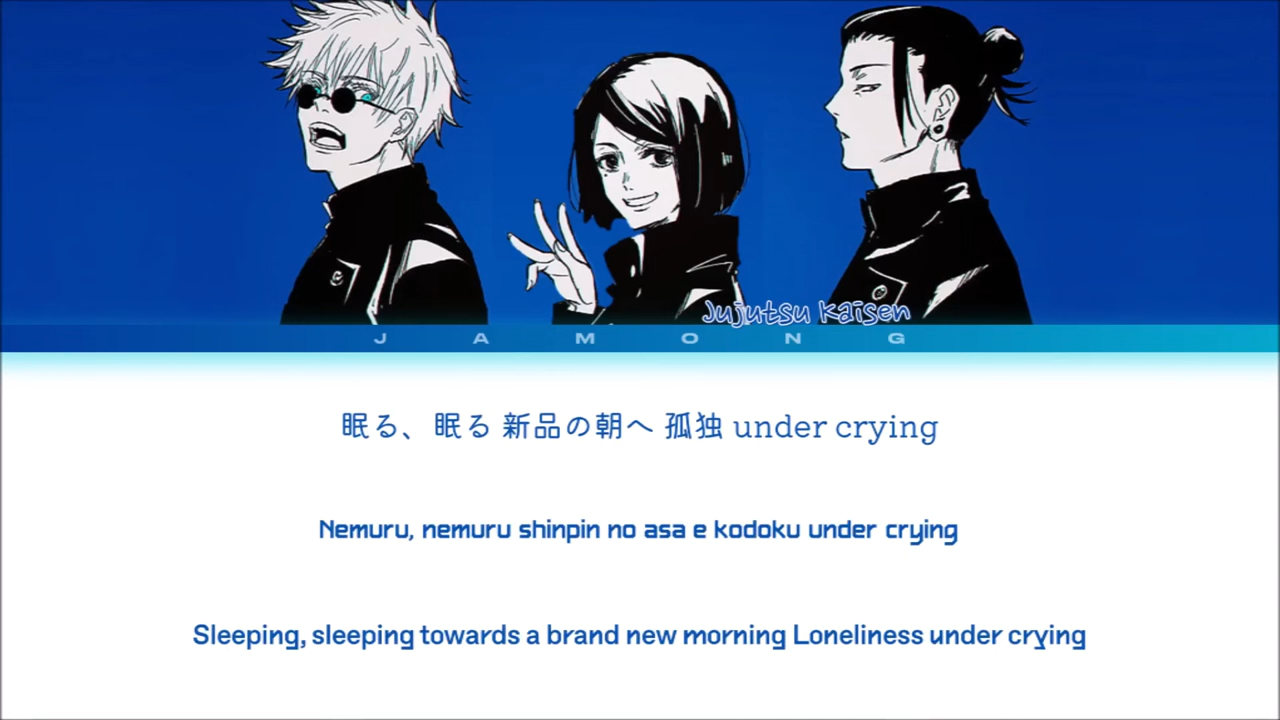 Jujutsu Kaisen
JAMONG
眠る、眠る 新品の朝へ 孤独 under crying
Nemuru, nemuru shinpin no asa e kodoku under crying
Sleeping, sleeping towards a brand new morning Loneliness under crying